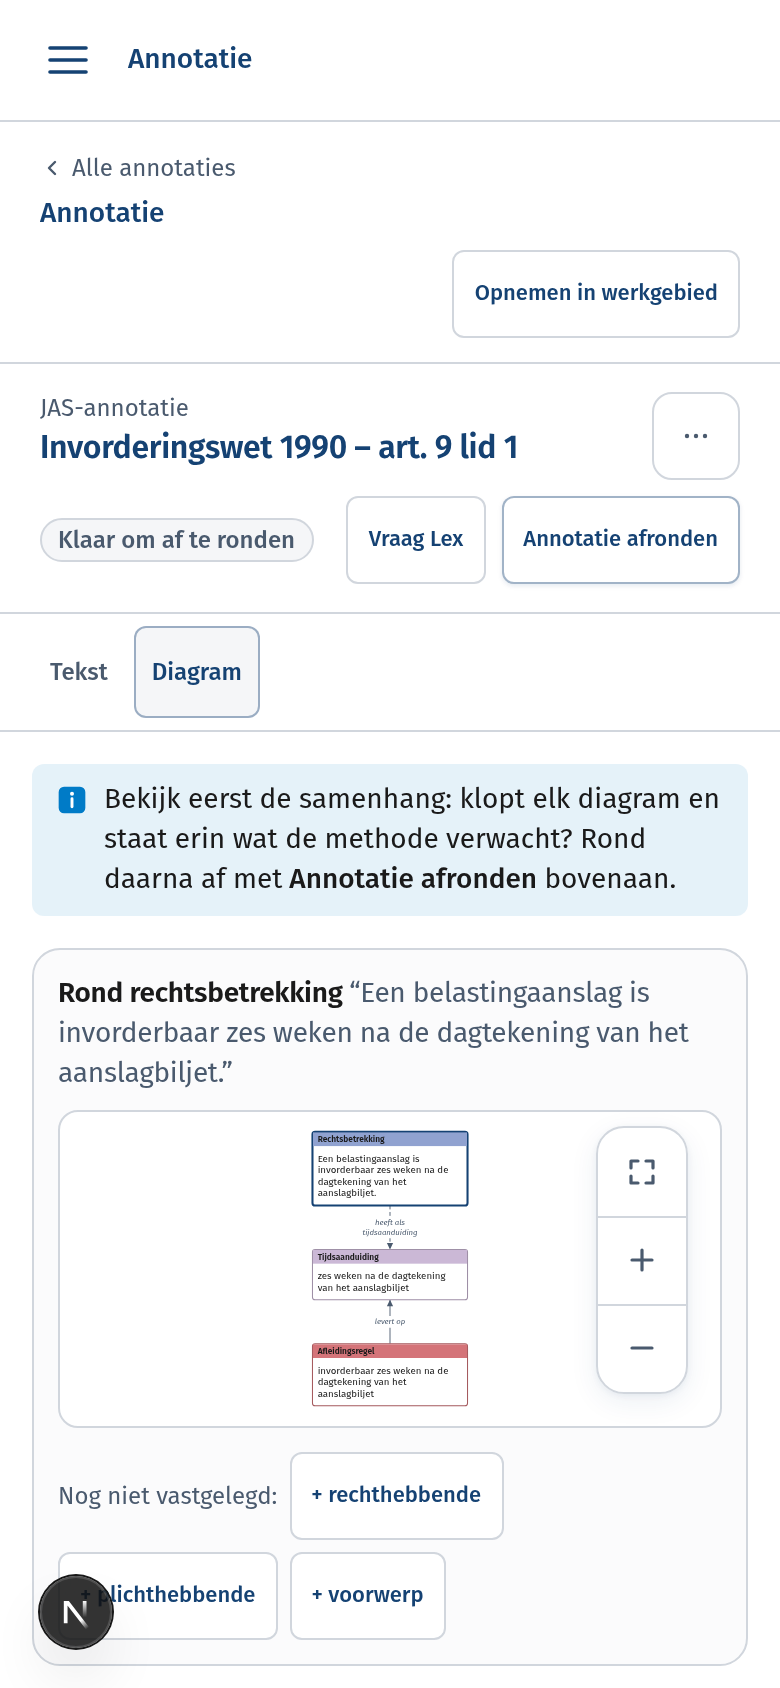 Annotatie
Alle annotaties
Annotatie
Opnemen in werkgebied
JAS-annotatie
Invorderingswet 1990 – art. 9 lid 1
Klaar om af te ronden
Vraag Lex
Annotatie afronden
Tekst
Diagram
Bekijk eerst de samenhang: klopt elk diagram en
staat erin wat de methode verwacht? Rond
daarna af met Annotatie afronden bovenaan.
Rond rechtsbetrekking “Een belastingaanslag is
invorderbaar zes weken na de dagtekening van het
aanslagbiljet.”
Rechtsbetrekking
Een belastingaanslag is
invorderbaar zes weken na de
dagtekening van het
aanslagbiljet.
heeft als
tijdsaanduiding
Tijdsaanduiding
zes weken na de dagtekening
van het aanslagbiljet
levert op
Afleidingsregel
invorderbaar zes weken na de
dagtekening van het
aanslagbiljet
Nog niet vastgelegd:
+ rechthebbende
+ plichthebbende
+ voorwerp
N